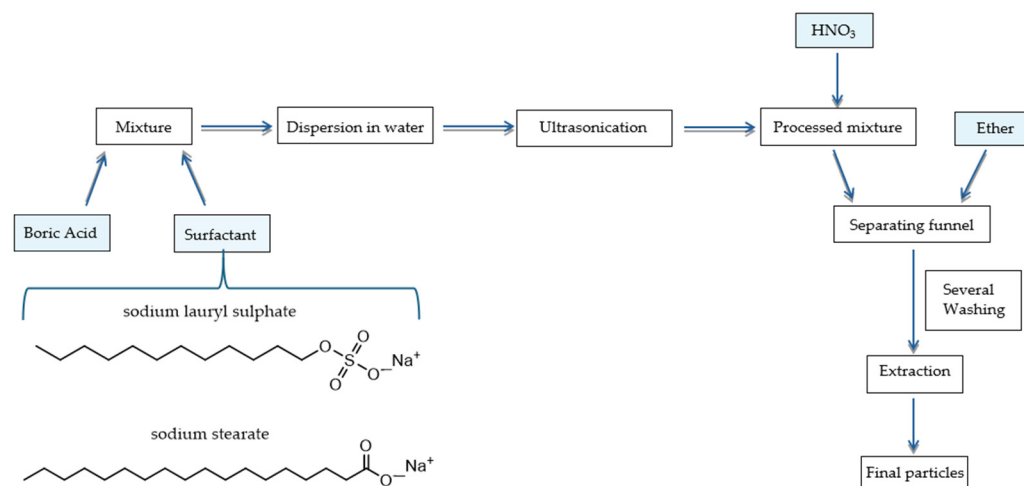 HNO₃
Mixture
Dispersion in water
Ultrasonication
Processed mixture
Ether
Boric Acid
Surfactant
Separating funnel
sodium lauryl sulphate
Several
Washing
O
O
S
O
O
Na⁺
Extraction
sodium stearate
O
O
Na⁺
Final particles